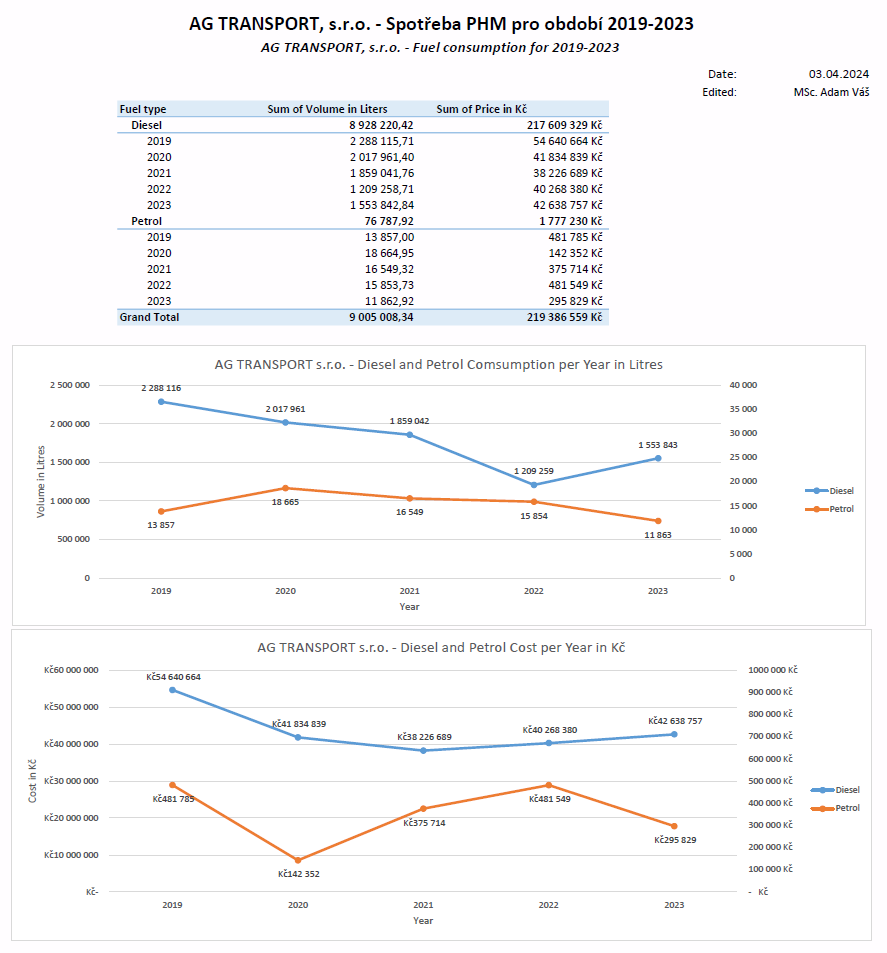 AG TRANSPORT, s.r.o. - Spotřeba PHM pro období 2019-2023
AG TRANSPORT, s.r.o. - Fuel consumption for 2019-2023
Date: 03.04.2024
Edited: MSc. Adam Váš
Fuel type Sum of Volume in Liters Sum of Price in Kč
Diesel 8 928 220,42 217 609 329 Kč
2019 2 288 115,71 54 640 664 Kč
2020 2 017 961,40 41 834 839 Kč
2021 1 859 041,76 38 226 689 Kč
2022 1 209 258,71 40 268 380 Kč
2023 1 553 842,84 42 638 757 Kč
Petrol 76 787,92 1 777 230 Kč
2019 13 857,00 481 785 Kč
2020 18 664,95 142 352 Kč
2021 16 549,32 375 714 Kč
2022 15 853,73 481 549 Kč
2023 11 862,92 295 829 Kč
Grand Total 9 005 008,34 219 386 559 Kč
AG TRANSPORT s.r.o. - Diesel and Petrol Comsumption per Year in Litres
Volume in Litres
2 500 000
2 000 000
1 500 000
1 000 000
500 000
0
2 288 116
2 017 961
1 859 042
1 209 259
1 553 843
13 857
18 665
16 549
15 854
11 863
40 000
35 000
30 000
25 000
20 000
15 000
10 000
5 000
0
Diesel
Petrol
2019 2020 2021 2022 2023
Year
AG TRANSPORT s.r.o. - Diesel and Petrol Cost per Year in Kč
Cost in Kč
Kč60 000 000
Kč50 000 000
Kč40 000 000
Kč30 000 000
Kč20 000 000
Kč10 000 000
Kč-
Kč54 640 664
Kč41 834 839
Kč38 226 689
Kč40 268 380
Kč42 638 757
Kč481 785
Kč142 352
Kč375 714
Kč481 549
Kč295 829
1000 000 Kč
900 000 Kč
800 000 Kč
700 000 Kč
600 000 Kč
500 000 Kč
400 000 Kč
300 000 Kč
200 000 Kč
100 000 Kč
- Kč
Diesel
Petrol
2019 2020 2021 2022 2023
Year